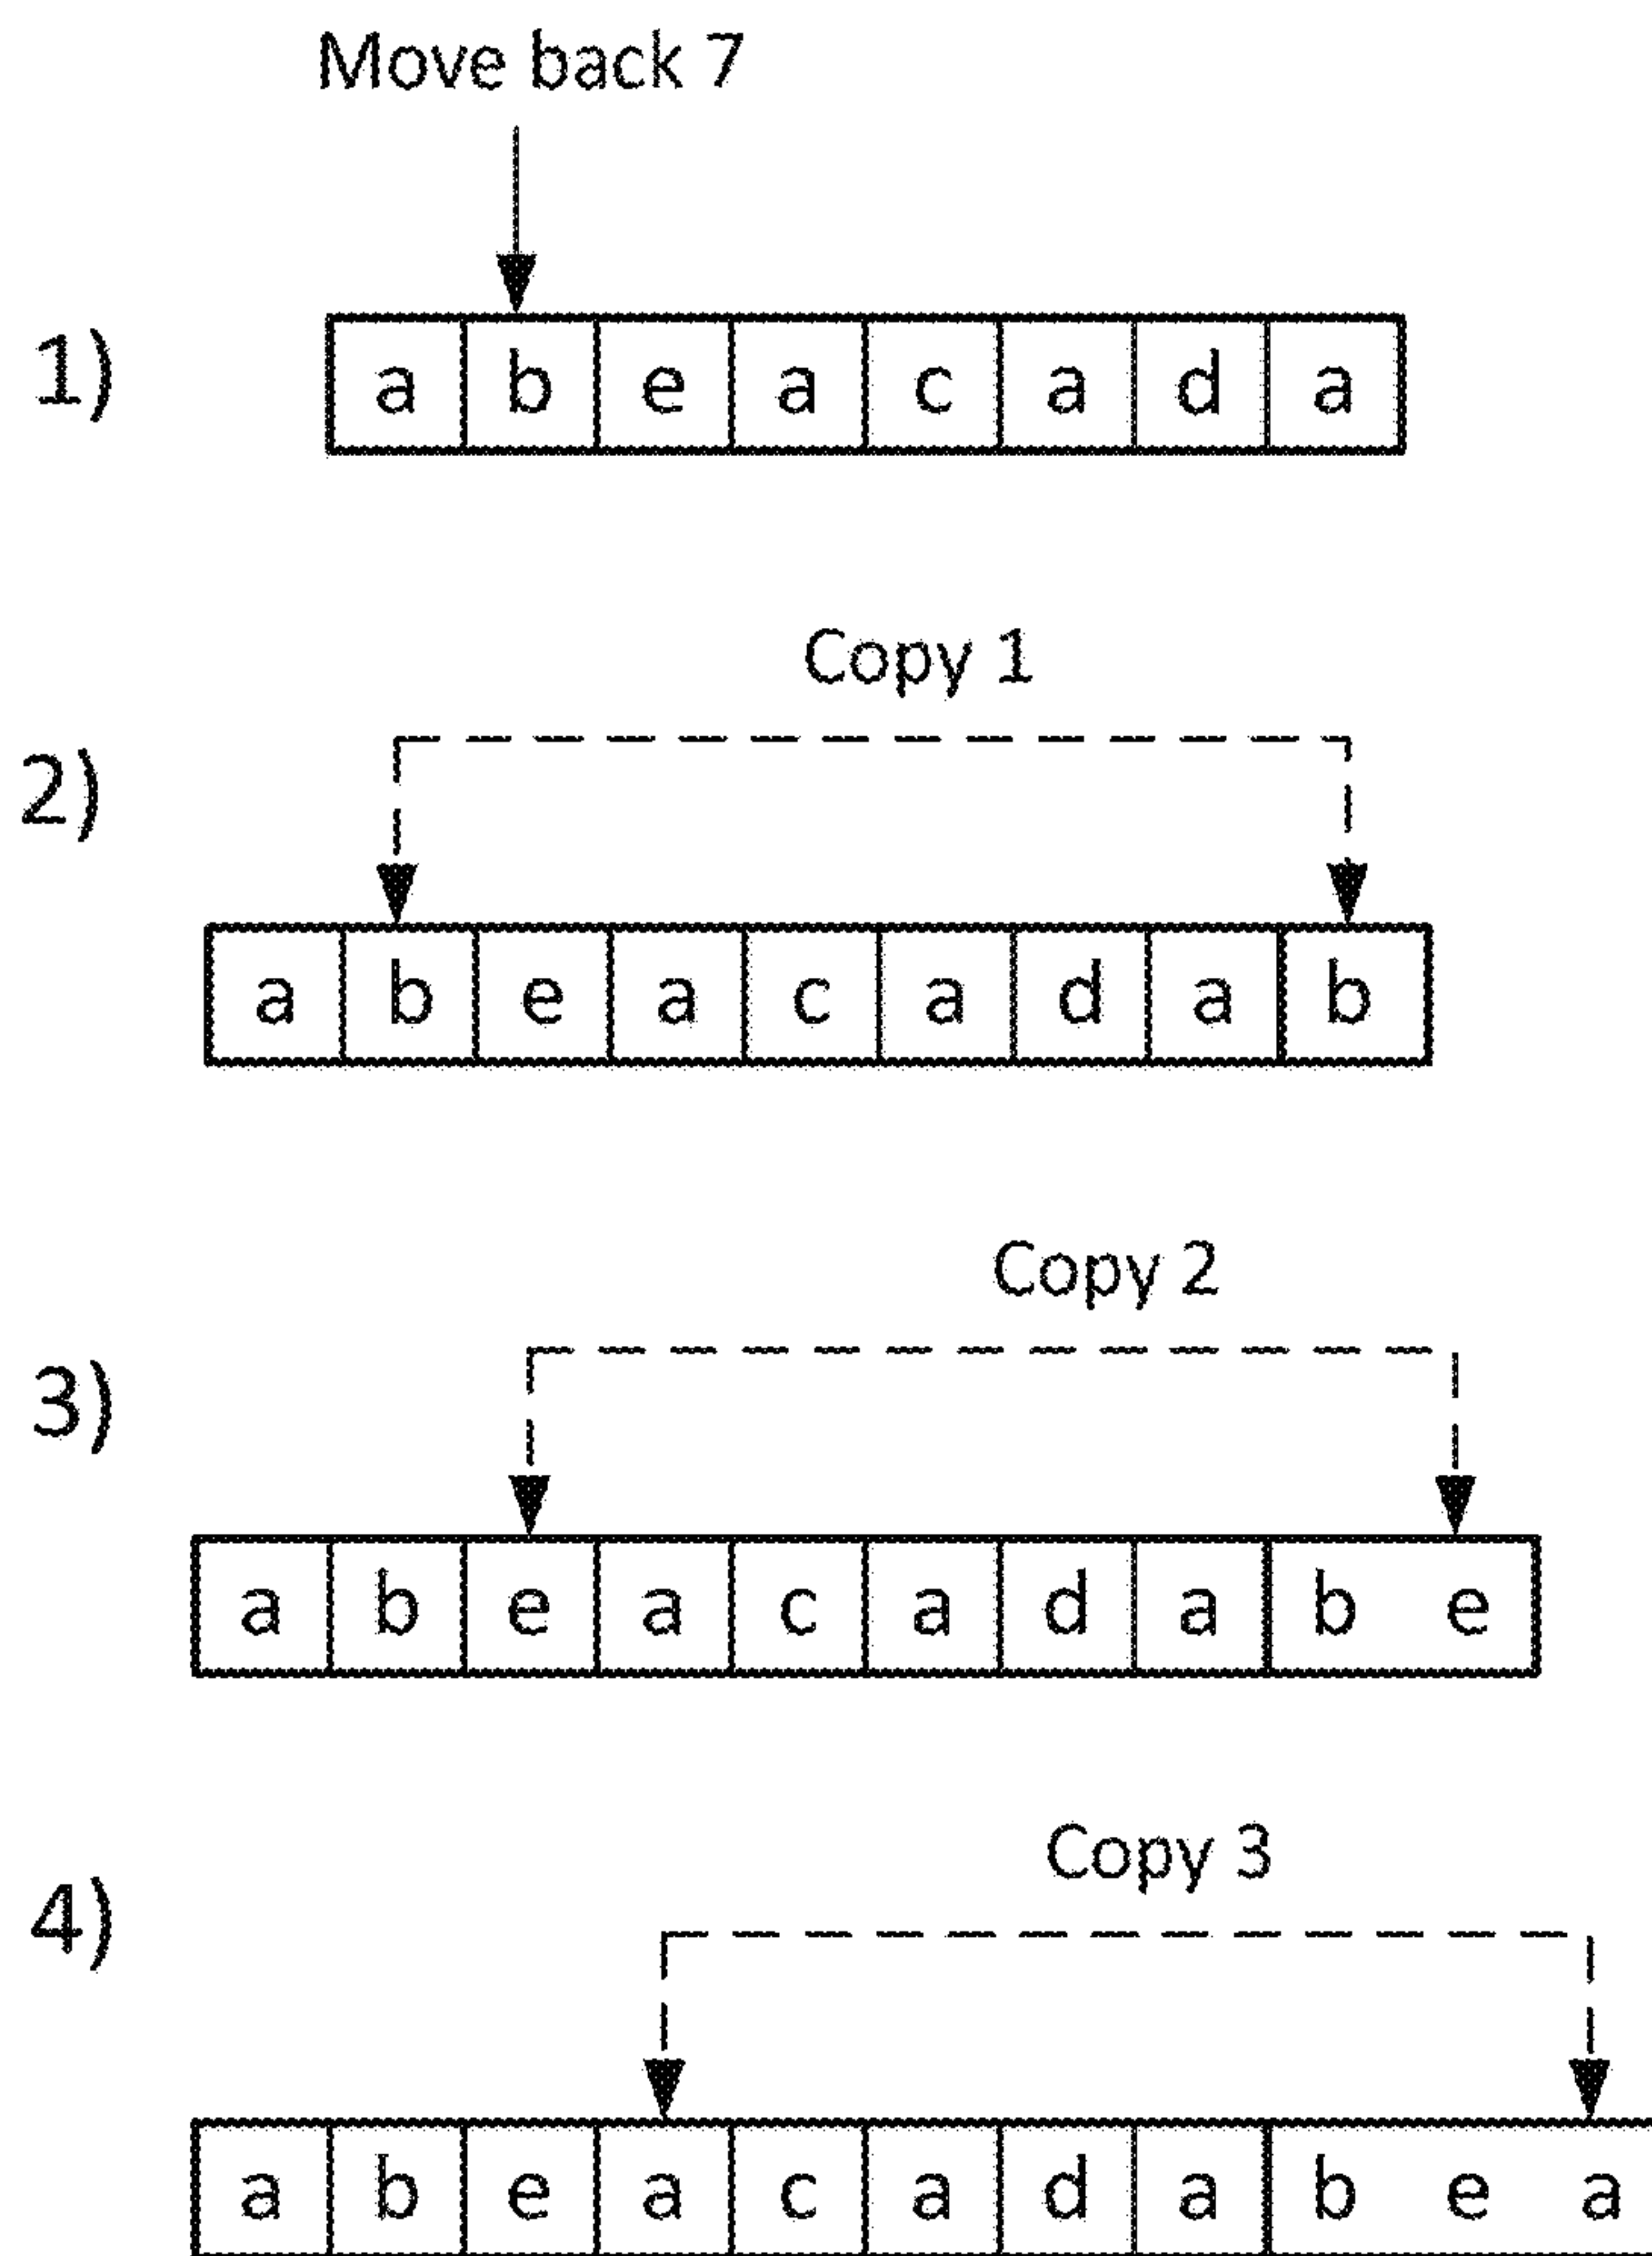 Move back 7
1) a b e a c a d a
Copy 1
2)
a b e a c a d a b
Copy 2
3)
a b e a c a d a b e
Copy 3
4)
a b e a c a d a b e a